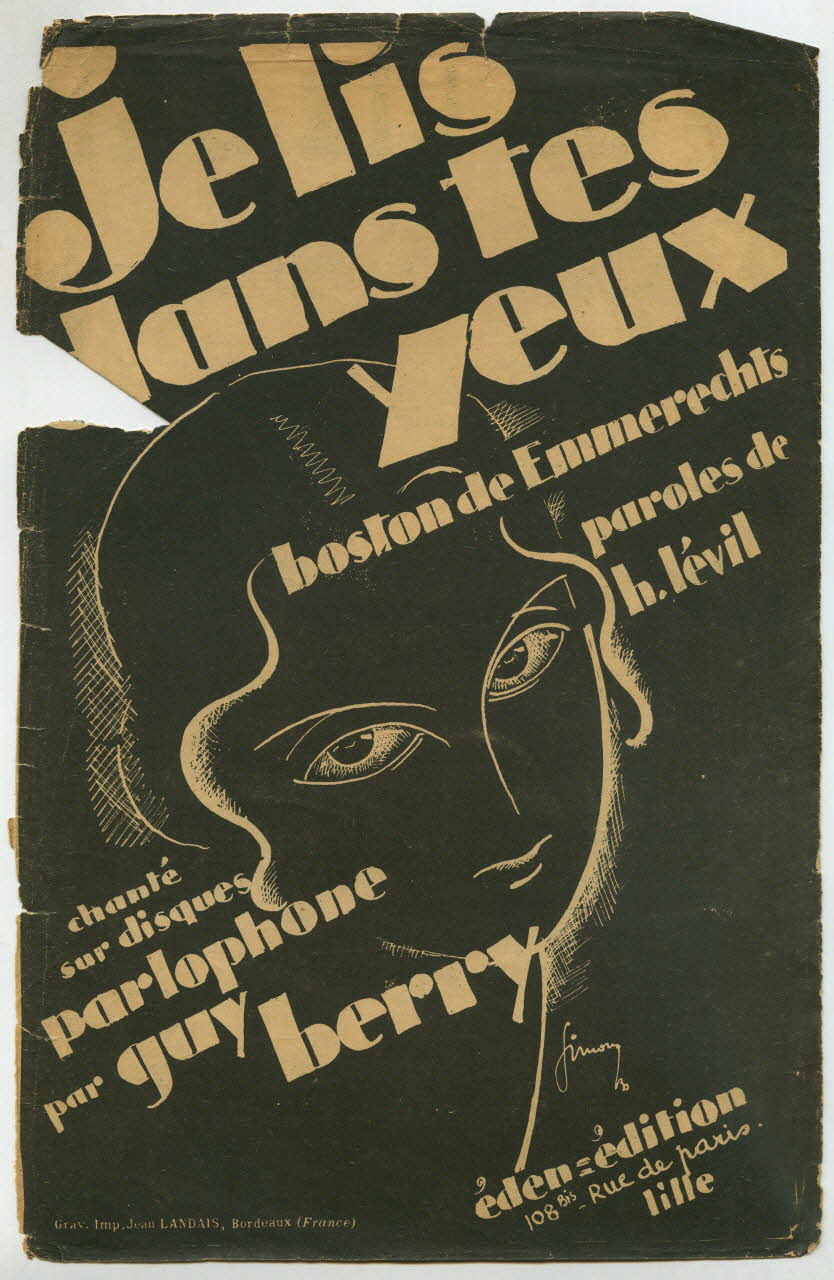 je lis
dans tes
yeux
boston de Emmerechts
paroles de
h. lévil
chanté
sur disques
parlophone
par guy berry
Simon
éden=édition
108 Bis - Rue de paris.
lille
Grav. Imp. Jean LANDAIS, Bordeaux (France)